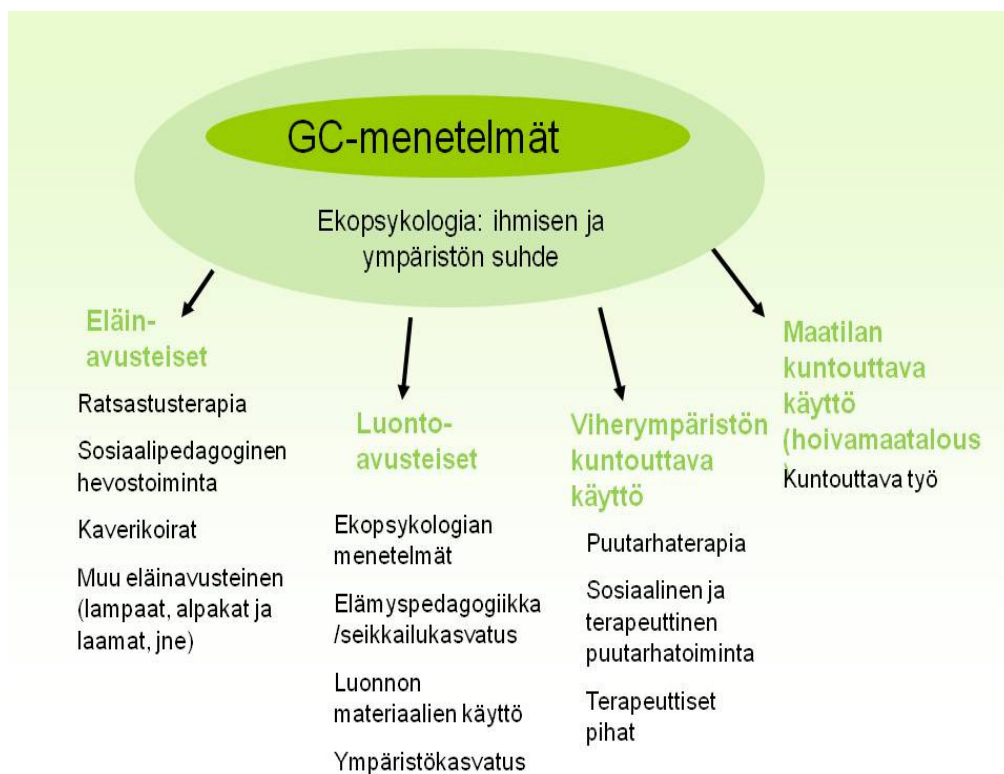 GC-menetelmät
Ekopsykologia: ihmisen ja
ympäristön suhde
Eläin-
avusteiset
Ratsastusterapia
Sosiaalipedagoginen
hevostoiminta
Kaverikoirat
Muu eläinavusteinen
(lampaat, alpakat ja
laamat, jne)
Luonto-
avusteiset
Ekopsykologian
menetelmät
Elämyspedagogiikka
/seikkailukasvatus
Luonnon
materiaalien käyttö
Ympäristökasvatus
Viherympäristön
kuntouttava
käyttö
Puutarhaterapia
Sosiaalinen ja
terapeuttinen
puutarhatoiminta
Terapeuttiset
pihat
Maatilan
kuntouttava
käyttö
(hoivamaatalous
)
Kuntouttava työ